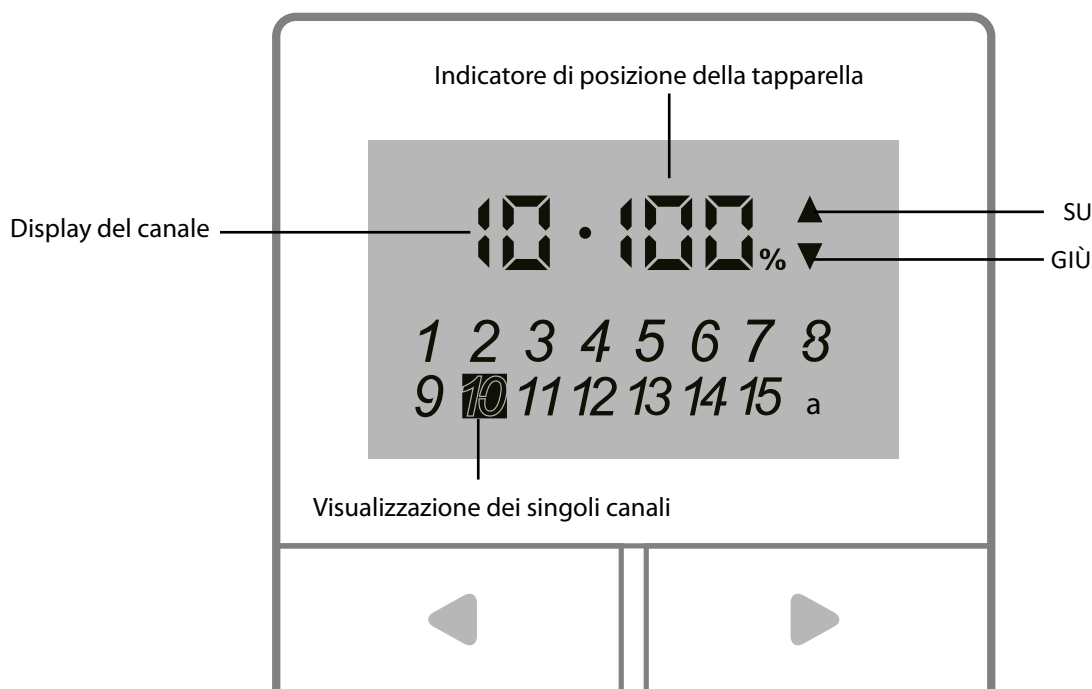 Indicatore di posizione della tapparella
Display del canale
10 · 100 %
SU
GIÙ
1 2 3 4 5 6 7 8
9 10 11 12 13 14 15 a
Visualizzazione dei singoli canali